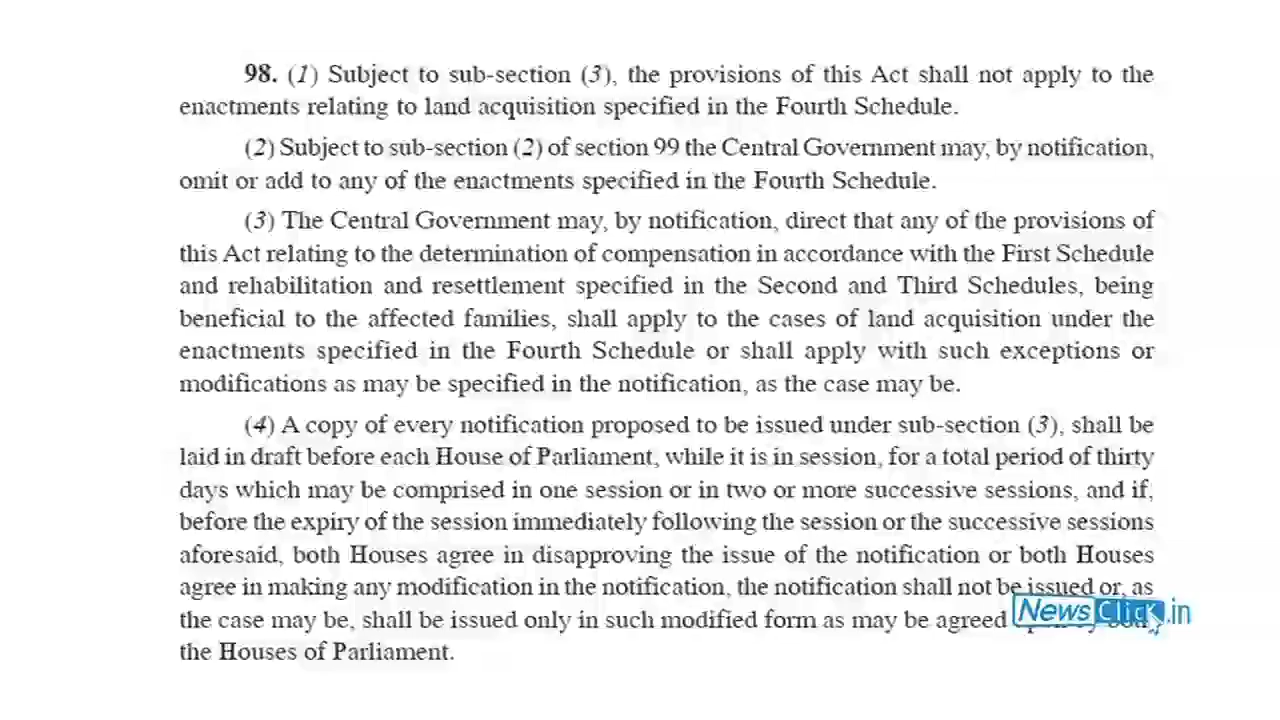 98. (1) Subject to sub-section (3), the provisions of this Act shall not apply to the
enactments relating to land acquisition specified in the Fourth Schedule.
(2) Subject to sub-section (2) of section 99 the Central Government may, by notification,
omit or add to any of the enactments specified in the Fourth Schedule.
(3) The Central Government may, by notification, direct that any of the provisions of
this Act relating to the determination of compensation in accordance with the First Schedule
and rehabilitation and resettlement specified in the Second and Third Schedules, being
beneficial to the affected families, shall apply to the cases of land acquisition under the
enactments specified in the Fourth Schedule or shall apply with such exceptions or
modifications as may be specified in the notification, as the case may be.
(4) A copy of every notification proposed to be issued under sub-section (3), shall be
laid in draft before each House of Parliament, while it is in session, for a total period of thirty
days which may be comprised in one session or in two or more successive sessions, and if,
before the expiry of the session immediately following the session or the successive sessions
aforesaid, both Houses agree in disapproving the issue of the notification or both Houses
agree in making any modification in the notification, the notification shall not be issued or, as
the case may be, shall be issued only in such modified form as may be agreed
the Houses of Parliament.
NewsClick.in